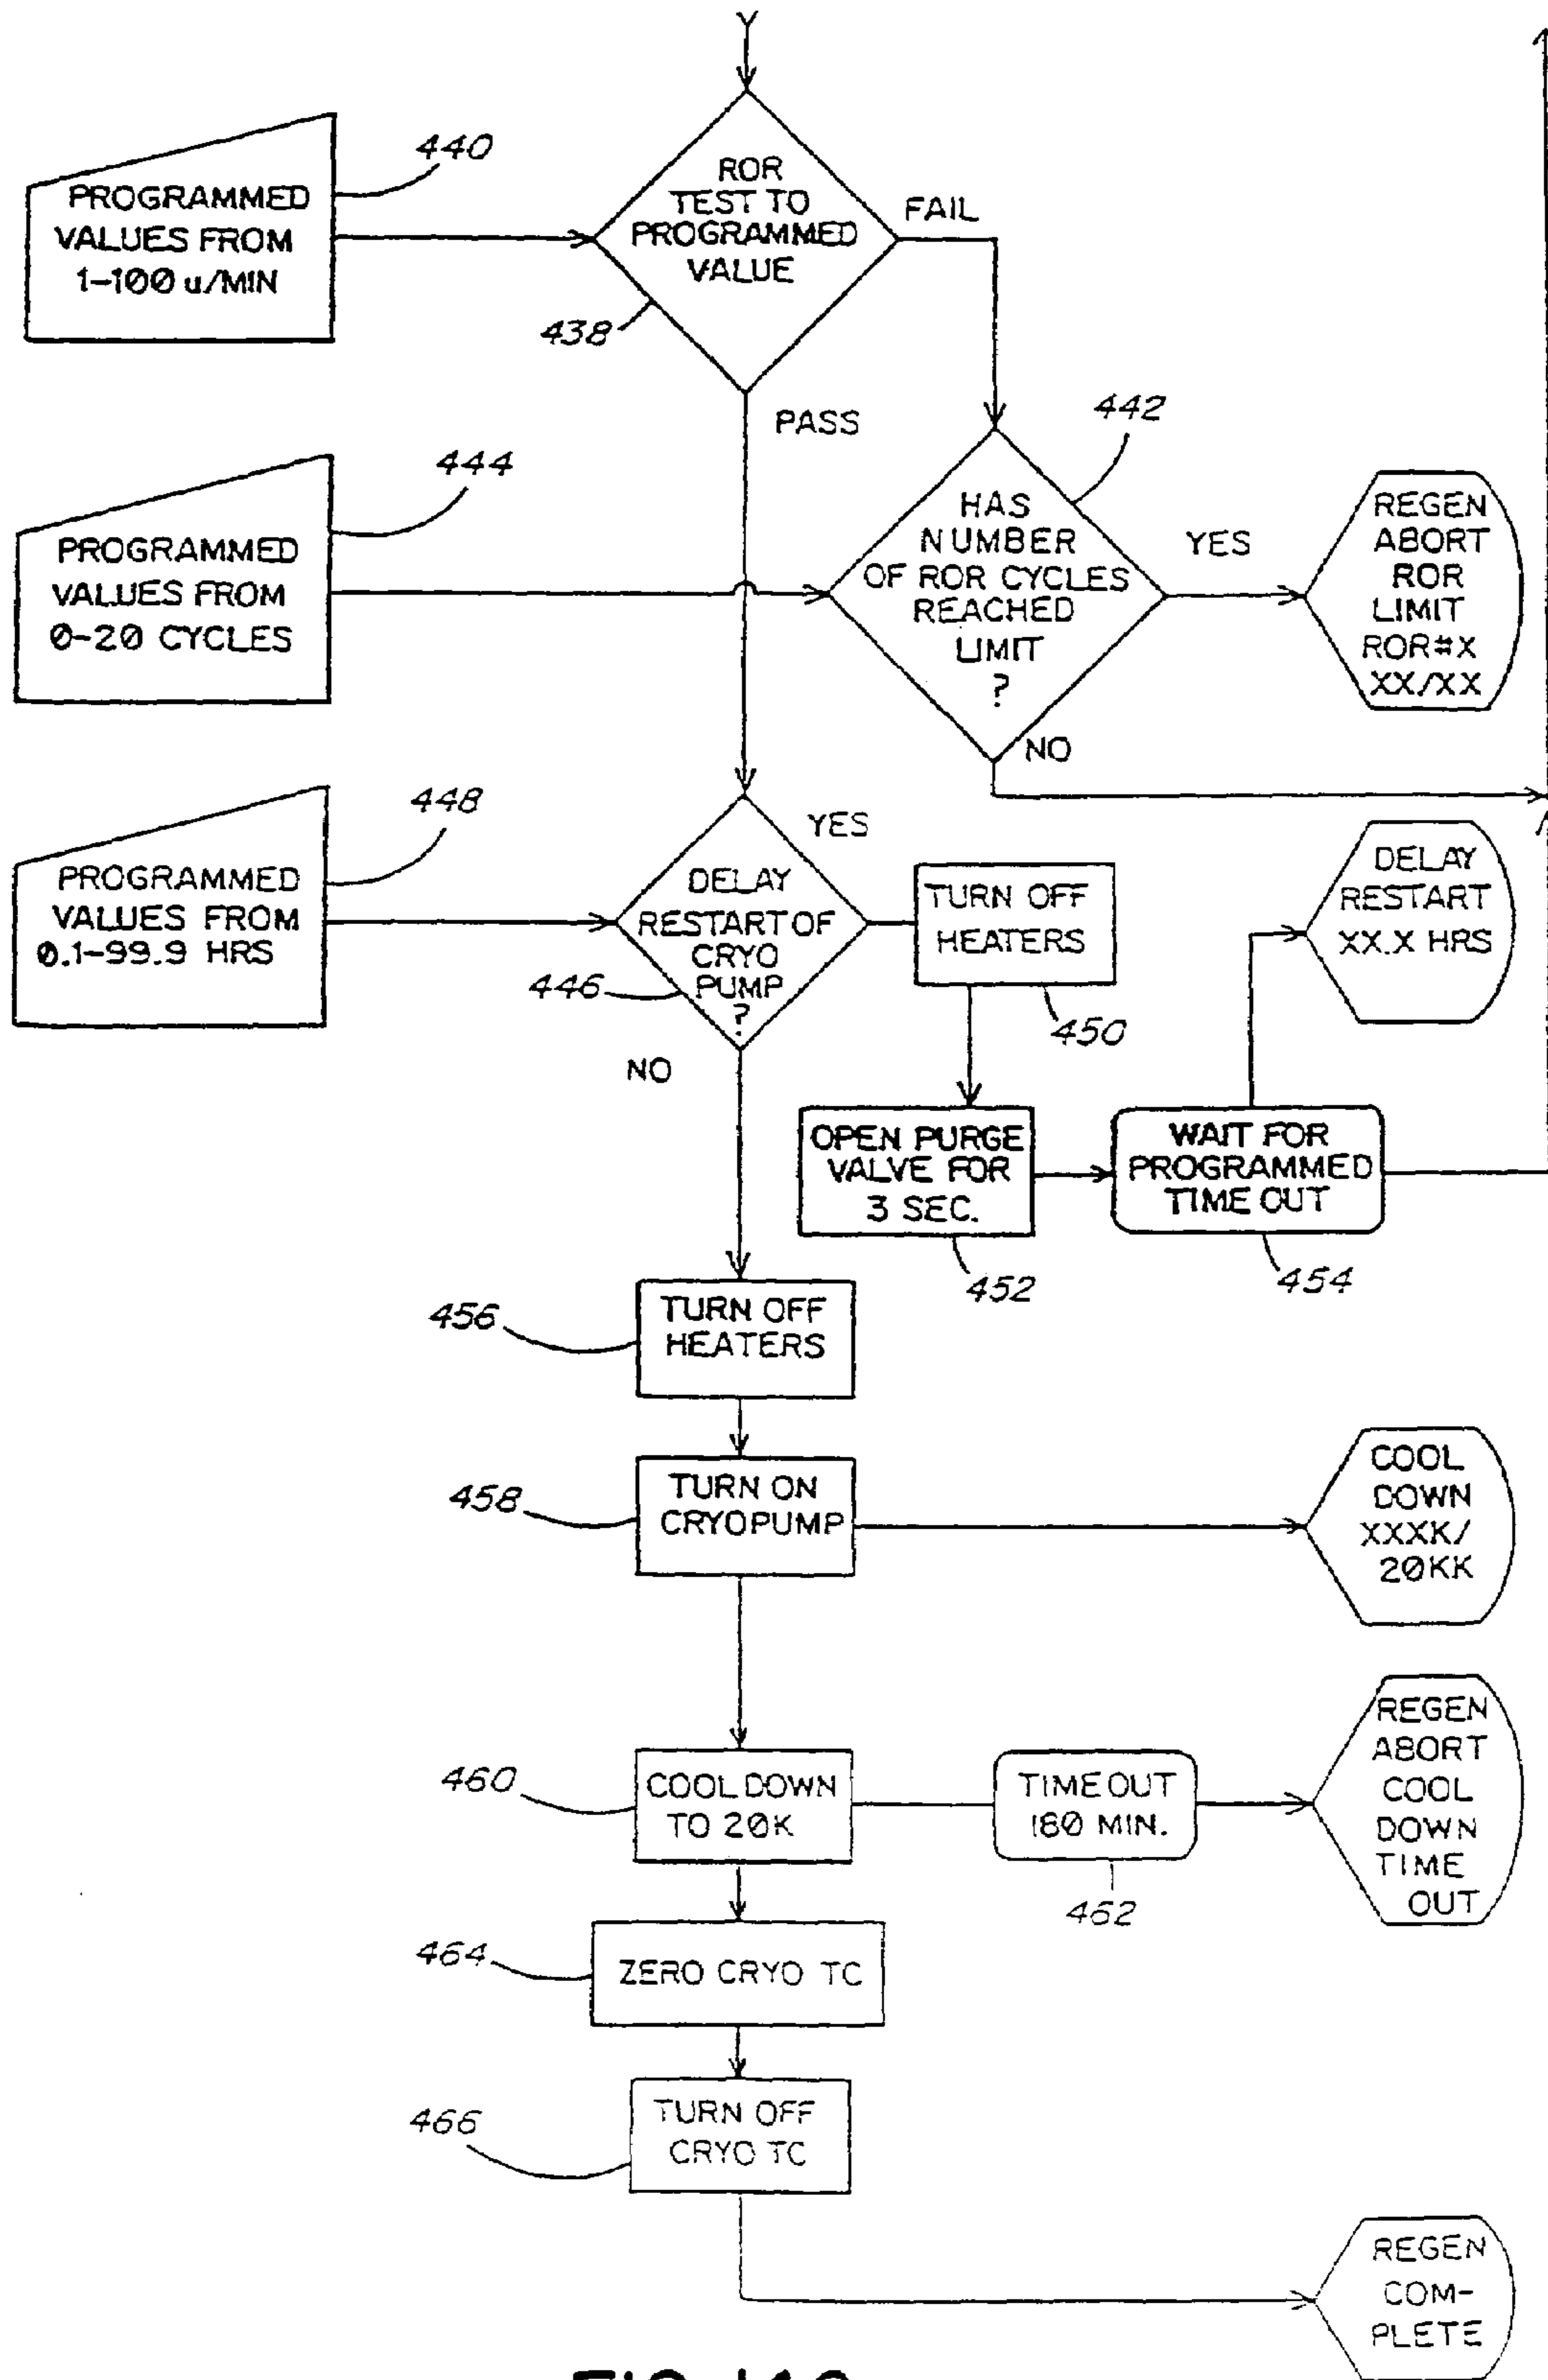 Y
440
PROGRAMMED
VALUES FROM
1-100 u/MIN
ROR
TEST TO
PROGRAMMED
VALUE
438
FAIL
PASS
442
444
PROGRAMMED
VALUES FROM
0-20 CYCLES
HAS
NUMBER
OF ROR CYCLES
REACHED
LIMIT
?
YES
NO
REGEN
ABORT
ROR
LIMIT
ROR#X
XX/XX
448
PROGRAMMED
VALUES FROM
0.1-99.9 HRS
DELAY
RESTART OF
CRYO
PUMP
?
446
YES
NO
TURN OFF
HEATERS
450
DELAY
RESTART
XX.X HRS
OPEN PURGE
VALVE FOR
3 SEC.
452
WAIT FOR
PROGRAMMED
TIME OUT
454
456
TURN OFF
HEATERS
458
TURN ON
CRYOPUMP
COOL
DOWN
XXXK/
20KK
460
COOL DOWN
TO 20K
TIME OUT
180 MIN.
462
REGEN
ABORT
COOL
DOWN
TIME
OUT
464
ZERO CRYO TC
466
TURN OFF
CRYO TC
REGEN
COM-
PLETE